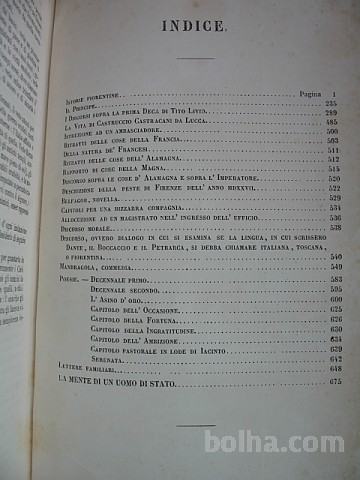 INDICE.
ISTORIE FIORENTINE Pagina 1
IL PRINCIPE 235
I DISCORSI SOPRA LA PRIMA DECA DI TITO LIVIO 289
LA VITA DI CASTRUCCIO CASTRACANI DA LUCCA 485
ISTRUZIONE AD UN AMBASCIADORE 500
RITRATTI DELLE COSE DELLA FRANCIA 503
DELLA NATURA DE' FRANCESI 511
RITRATTI DELLE COSE DELL' ALAMAGNA
RAPPORTO DI COSE DELLA MAGNA
DISCORSO SOPRA LE COSE D' ALAMAGNA E SOPRA L' IMPERATORE 520
DESCRIZIONE DELLA PESTE DI FIRENZE DELL' ANNO MDXXVII 522
BELFAGOR, NOVELLA
CAPITOLI PER UNA BIZZARRA COMPAGNIA 534
ALLOCUZIONE AD UN MAGISTRATO NELL' INGRESSO DELL' UFFICIO 536
DISCORSO MORALE 538
DISCORSO, OVVERO DIALOGO IN CUI SI ESAMINA SE LA LINGUA, IN CUI SCRISSERO
DANTE, IL BOCCACCIO E IL PETRARCA, SI DEBBA CHIAMARE ITALIANA, TOSCANA,
O FIORENTINA 540
MANDRAGOLA, COMMEDIA 549
POESIE. — DECENNALE PRIMO 583
DECENNALE SECONDO 595
L' ASINO D' ORO 600
CAPITOLO DELL' OCCASIONE 625
CAPITOLO DELLA FORTUNA
CAPITOLO DELL' INGRATITUDINE
CAPITOLO DELL' AMBIZIONE 634
CAPITOLO PASTORALE IN LODE DI IACINTO 639
SERENATA 642
LETTERE FAMILIARI 648
LA MENTE DI UN UOMO DI STATO 675
bolha.com